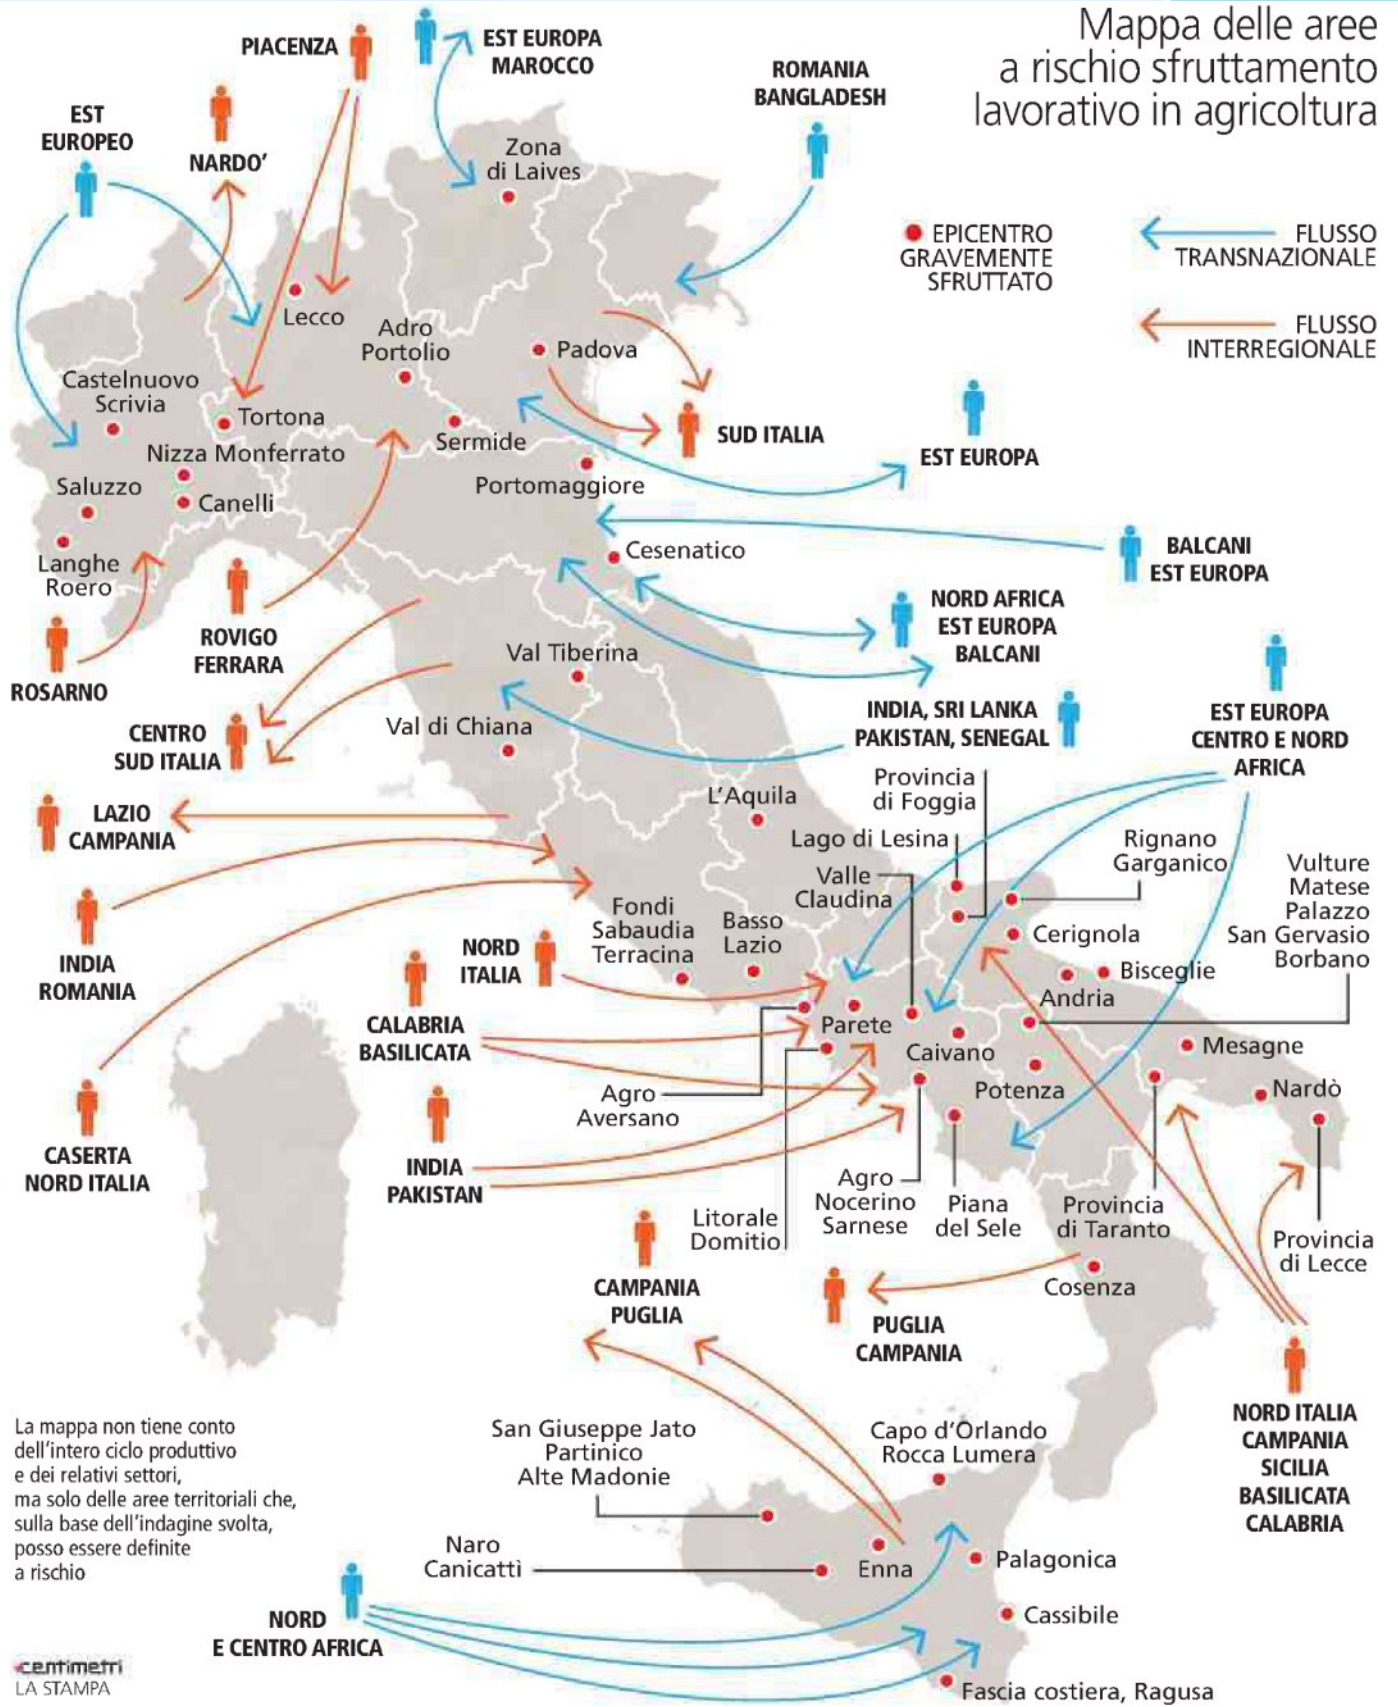 Mappa delle aree
a rischio sfruttamento
lavorativo in agricoltura
EPICENTRO
GRAVEMENTE
SFRUTTATO
FLUSSO
TRANSNAZIONALE
FLUSSO
INTERREGIONALE
PIACENZA
EST EUROPA
MAROCCO
ROMANIA
BANGLADESH
EST
EUROPEO
NARDO’
Zona
di Laives
Lecco
Adro
Portolio
Padova
Castelnuovo
Scrivia
Tortona
Sermide
SUD ITALIA
EST EUROPA
Nizza Monferrato
Saluzzo
Canelli
Portomaggiore
Langhe
Roero
Cesenatico
BALCANI
EST EUROPA
ROVIGO
FERRARA
NORD AFRICA
EST EUROPA
BALCANI
ROSARNO
Val Tiberina
CENTRO
SUD ITALIA
Val di Chiana
INDIA, SRI LANKA
PAKISTAN, SENEGAL
EST EUROPA
CENTRO E NORD
AFRICA
LAZIO
CAMPANIA
L’Aquila
Provincia
di Foggia
Lago di Lesina
Rignano
Garganico
Valle
Claudina
Vulture
Matese
Palazzo
San Gervasio
Borbano
INDIA
ROMANIA
NORD
ITALIA
Fondi
Sabaudia
Terracina
Basso
Lazio
Cerignola
Bisceglie
Andria
CALABRIA
BASILICATA
Parete
Caivano
Potenza
Mesagne
Nardò
Agro
Aversano
CASERTA
NORD ITALIA
INDIA
PAKISTAN
Litorale
Domitio
Agro
Nocerino
Sarnese
Piana
del Sele
Provincia
di Taranto
Provincia
di Lecce
CAMPANIA
PUGLIA
Cosenza
PUGLIA
CAMPANIA
NORD ITALIA
CAMPANIA
SICILIA
BASILICATA
CALABRIA
La mappa non tiene conto
dell’intero ciclo produttivo
e dei relativi settori,
ma solo delle aree territoriali che,
sulla base dell’indagine svolta,
posso essere definite
a rischio
San Giuseppe Jato
Partinico
Alte Madonie
Capo d’Orlando
Rocca Lumera
Naro
Canicattì
Enna
Palagonica
Cassibile
NORD
E CENTRO AFRICA
Fascia costiera, Ragusa
centimetri
LA STAMPA